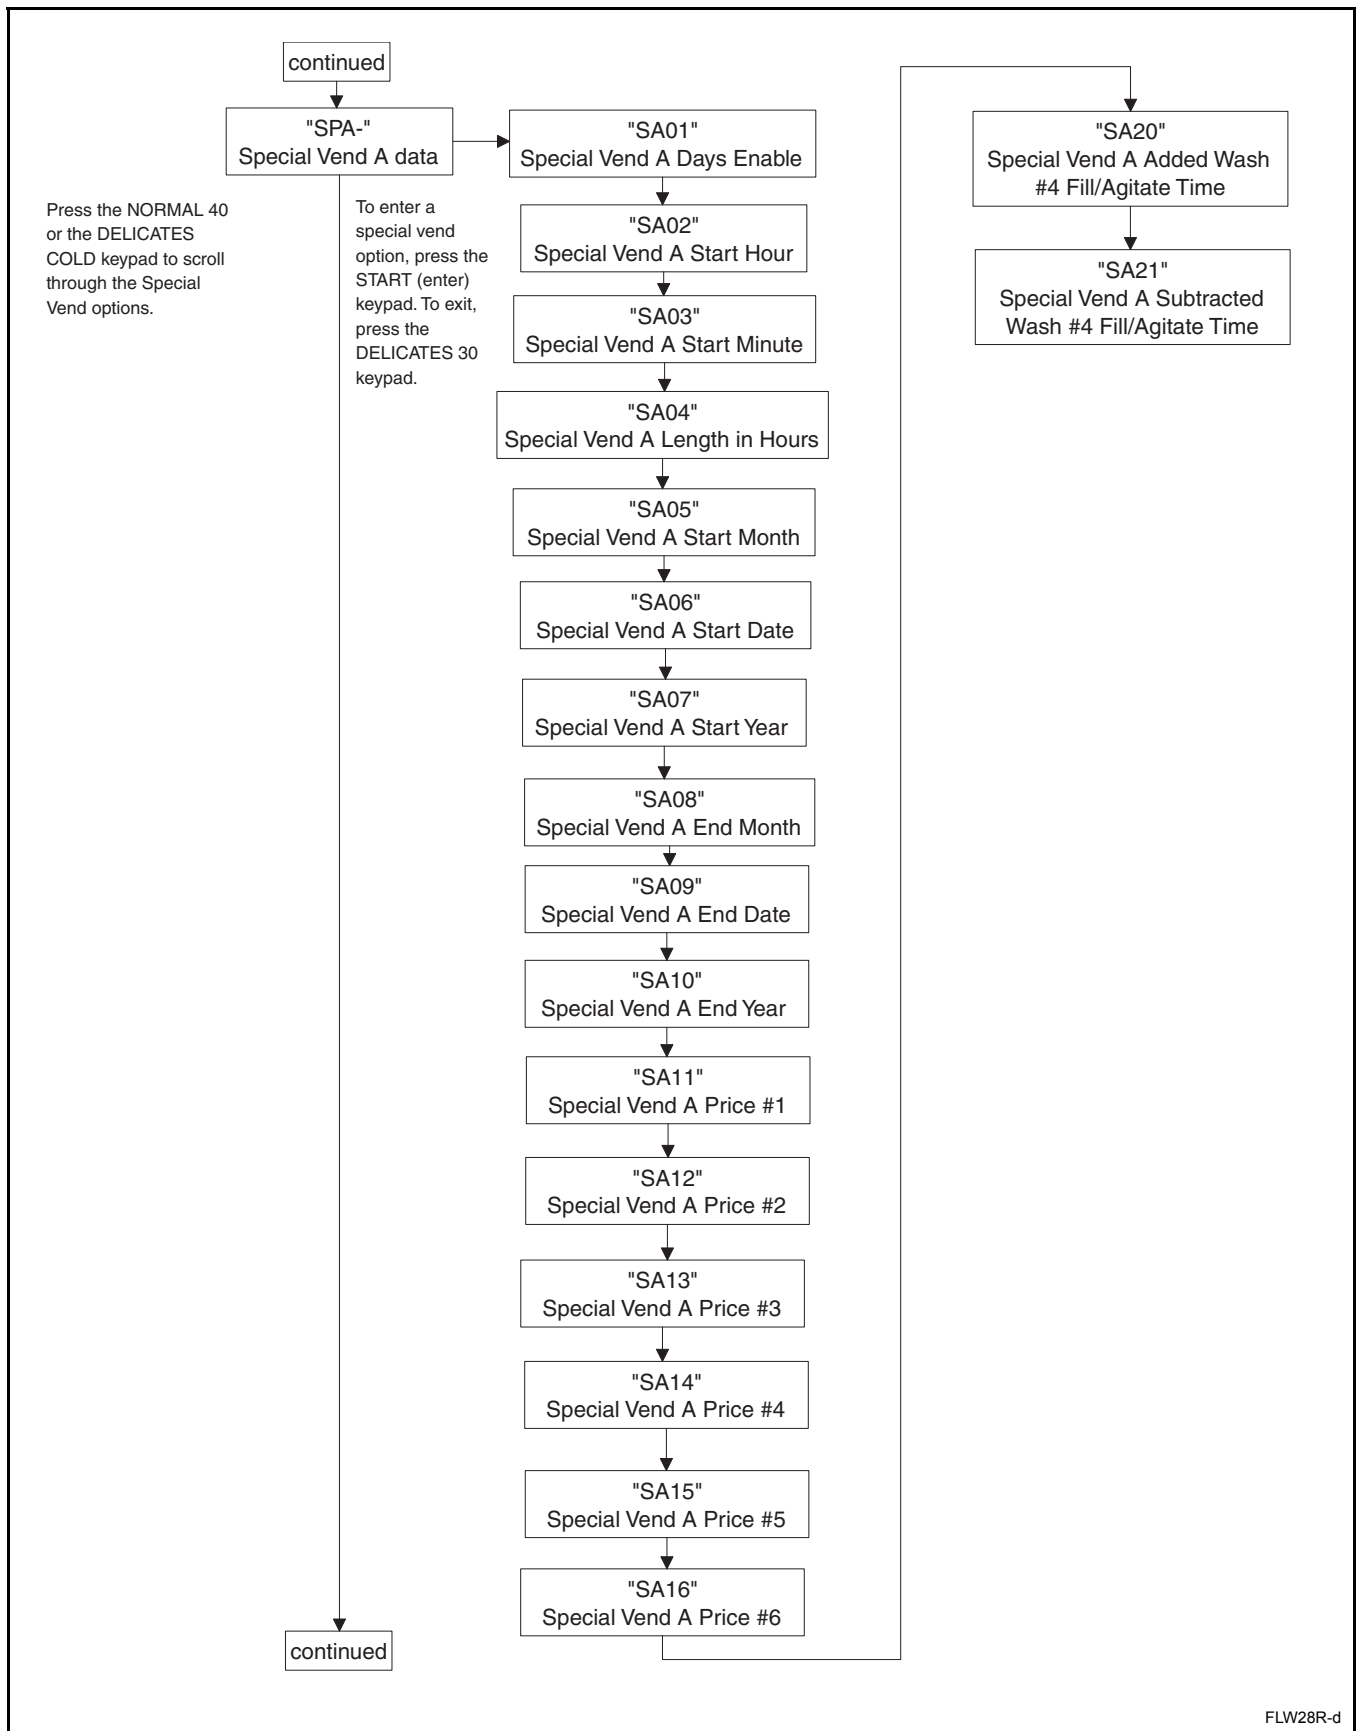 continued
"SPA-"
Special Vend A data
Press the NORMAL 40
or the DELICATES
COLD keypad to scroll
through the Special
Vend options.
To enter a
special vend
option, press the
START (enter)
keypad. To exit,
press the
DELICATES 30
keypad.
continued
"SA01"
Special Vend A Days Enable
"SA02"
Special Vend A Start Hour
"SA03"
Special Vend A Start Minute
"SA04"
Special Vend A Length in Hours
"SA05"
Special Vend A Start Month
"SA06"
Special Vend A Start Date
"SA07"
Special Vend A Start Year
"SA08"
Special Vend A End Month
"SA09"
Special Vend A End Date
"SA10"
Special Vend A End Year
"SA11"
Special Vend A Price #1
"SA12"
Special Vend A Price #2
"SA13"
Special Vend A Price #3
"SA14"
Special Vend A Price #4
"SA15"
Special Vend A Price #5
"SA16"
Special Vend A Price #6
"SA20"
Special Vend A Added Wash
#4 Fill/Agitate Time
"SA21"
Special Vend A Subtracted
Wash #4 Fill/Agitate Time
FLW28R-d